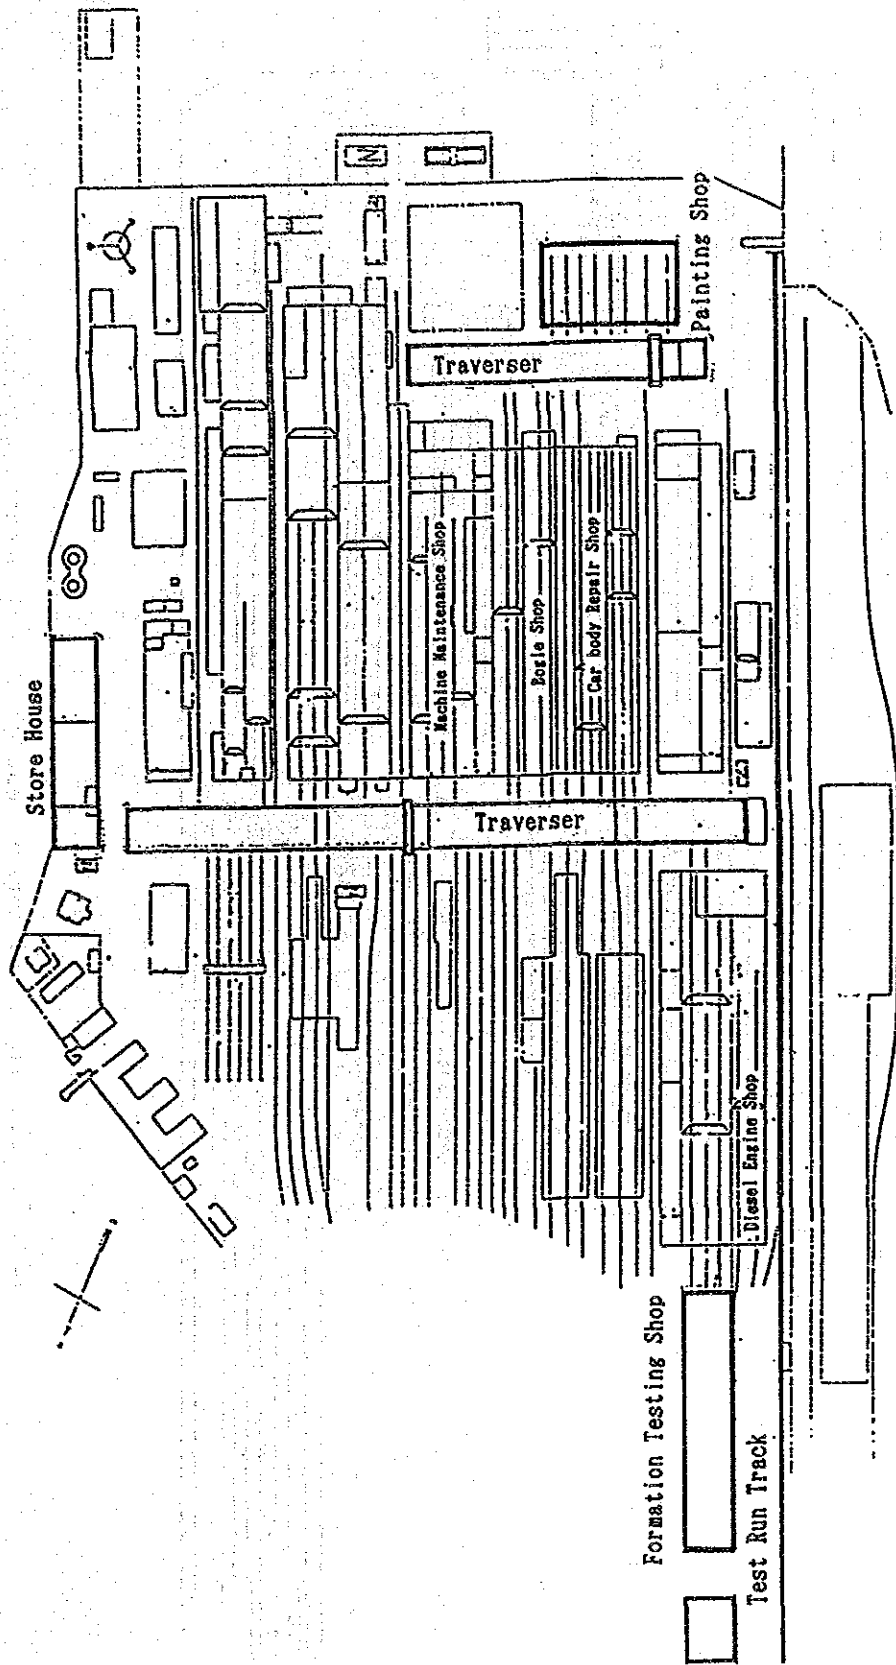 Painting Shop
Traverser
Machine Maintenance Shop
Bogie Shop
Car body Repair Shop
Store House
Traverser
Diesel Engine Shop
Formation Testing Shop
Test Run Track